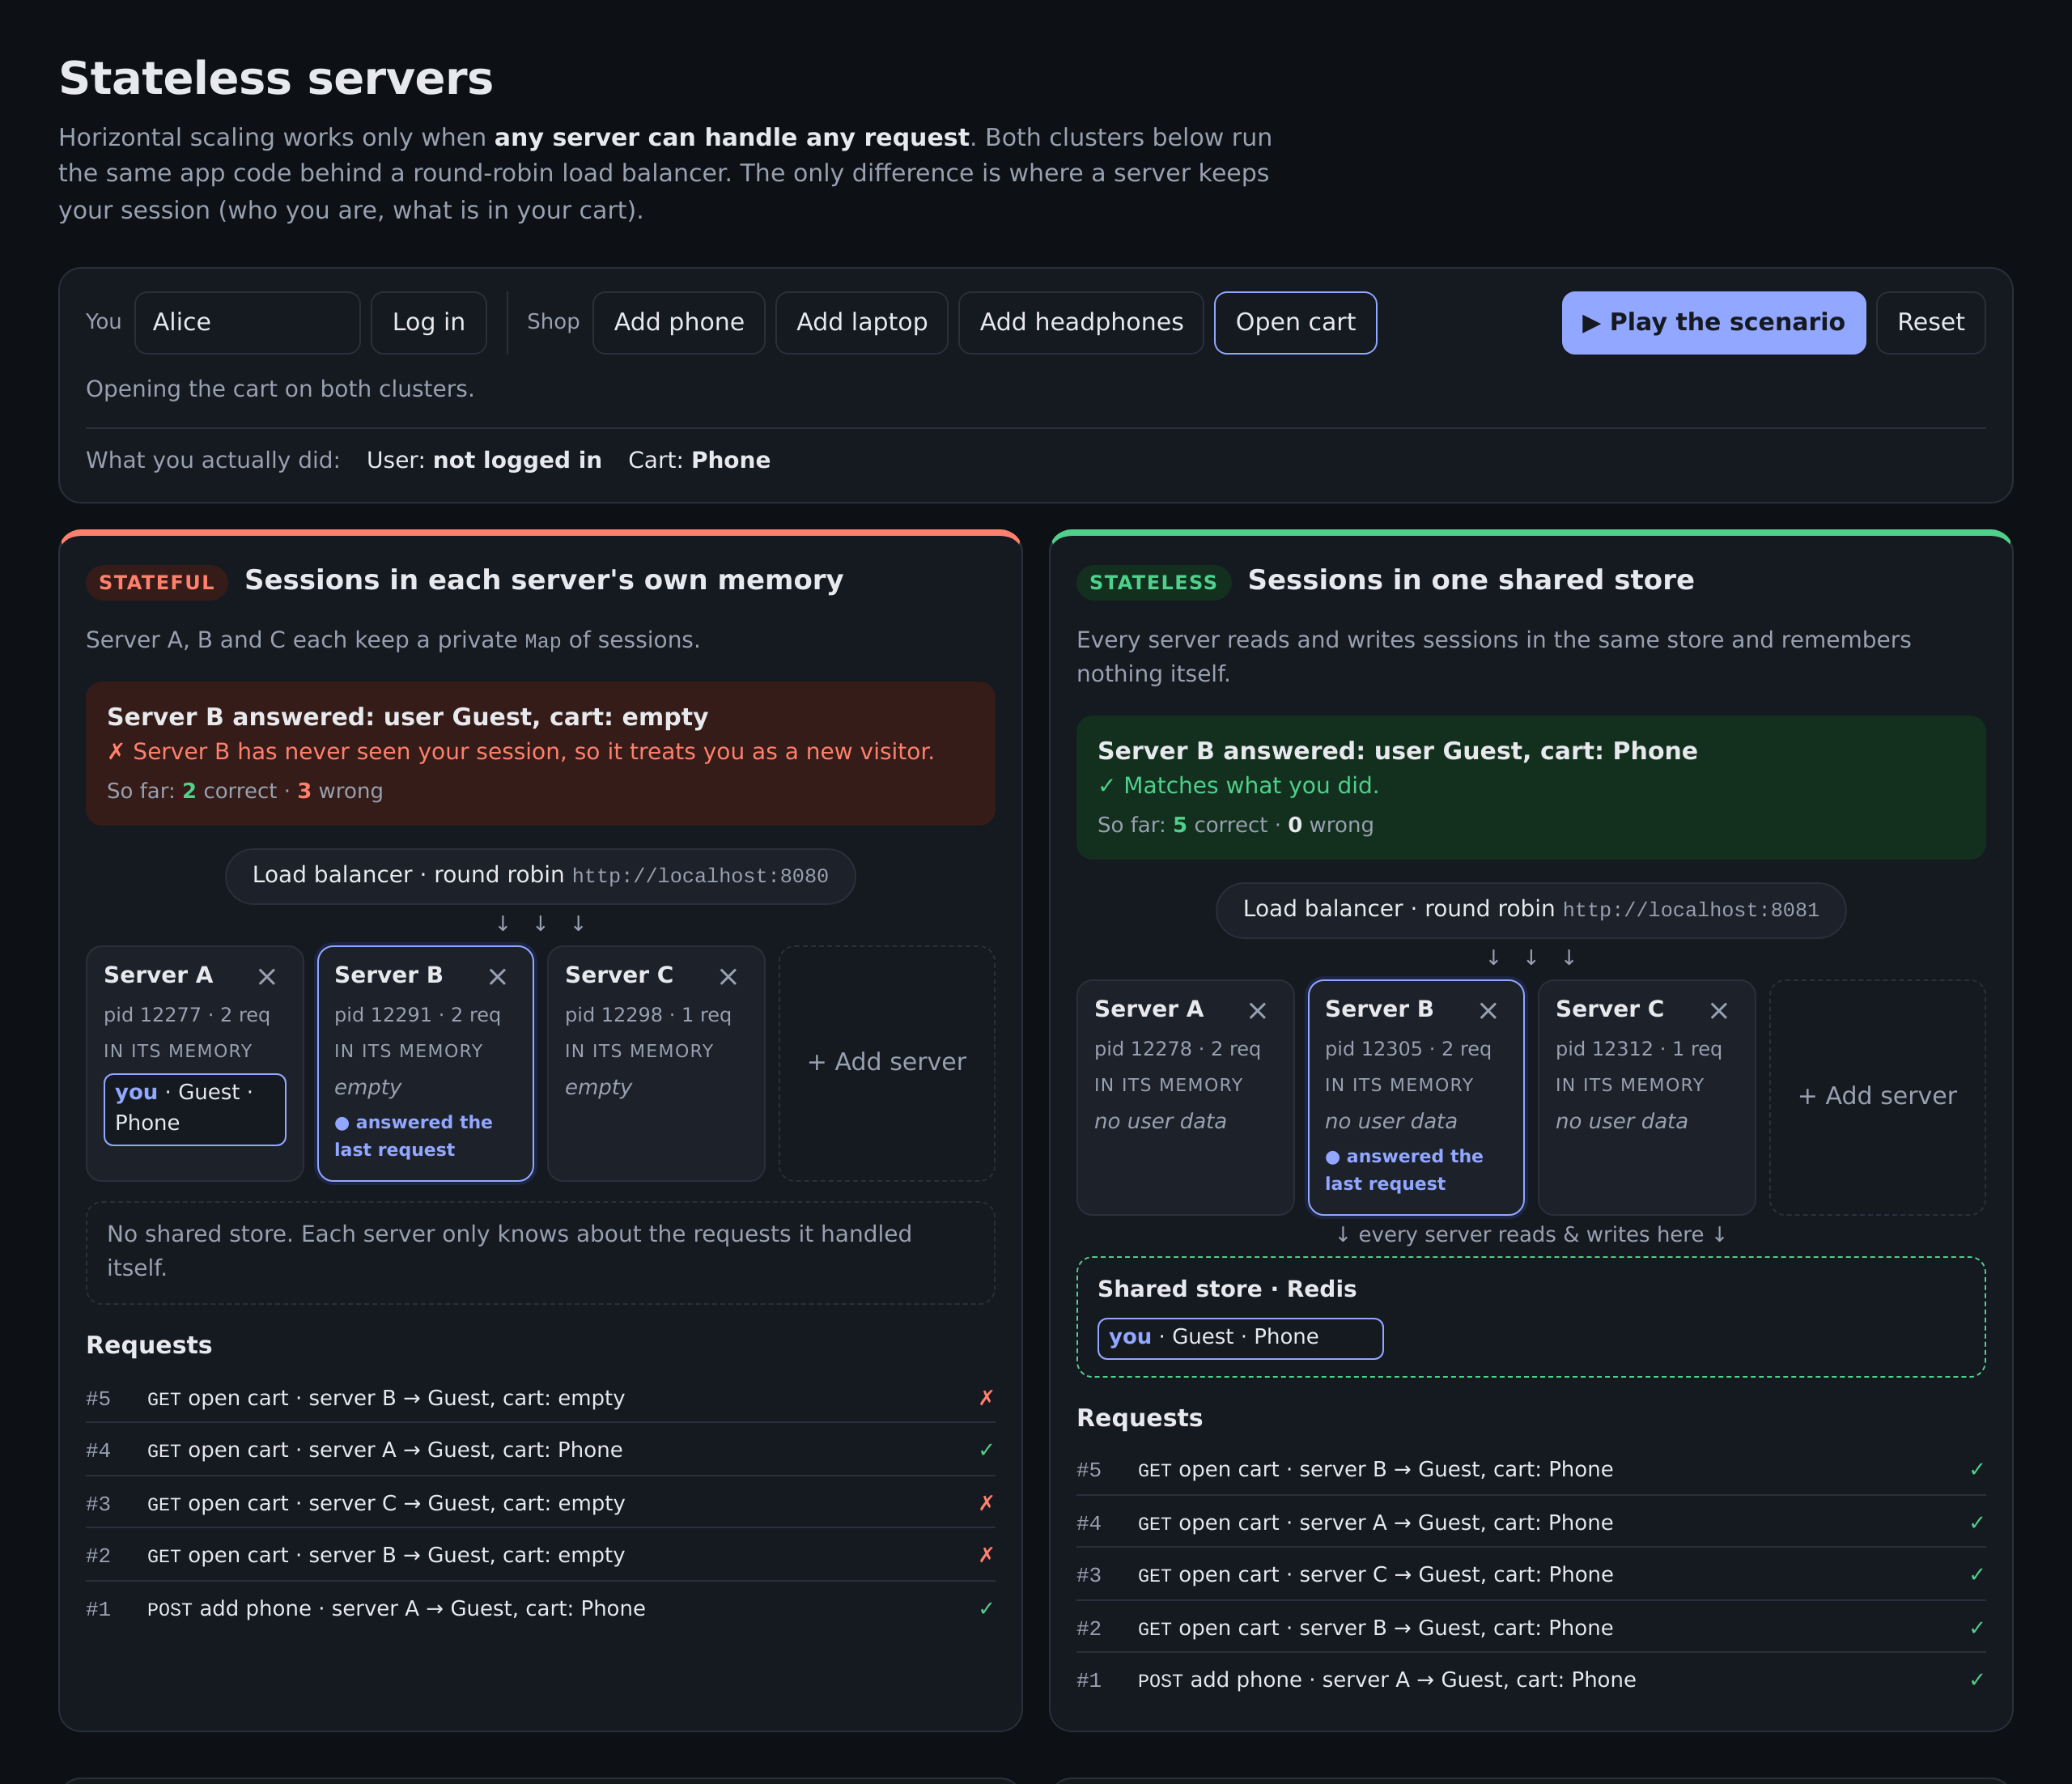 Stateless servers
Horizontal scaling works only when any server can handle any request. Both clusters below run
the same app code behind a round-robin load balancer. The only difference is where a server keeps
your session (who you are, what is in your cart).
You Alice Log in Shop Add phone Add laptop Add headphones Open cart ▶ Play the scenario Reset
Opening the cart on both clusters.
What you actually did: User: not logged in Cart: Phone
STATEFUL Sessions in each server's own memory
Server A, B and C each keep a private Map of sessions.
Server B answered: user Guest, cart: empty
✗ Server B has never seen your session, so it treats you as a new visitor.
So far: 2 correct · 3 wrong
Load balancer · round robin http://localhost:8080
↓ ↓ ↓
Server A ×
pid 12277 · 2 req
IN ITS MEMORY
you · Guest ·
Phone
Server B ×
pid 12291 · 2 req
IN ITS MEMORY
empty
● answered the
last request
Server C ×
pid 12298 · 1 req
IN ITS MEMORY
empty
+ Add server
No shared store. Each server only knows about the requests it handled
itself.
Requests
#5 GET open cart · server B → Guest, cart: empty ✗
#4 GET open cart · server A → Guest, cart: Phone ✓
#3 GET open cart · server C → Guest, cart: empty ✗
#2 GET open cart · server B → Guest, cart: empty ✗
#1 POST add phone · server A → Guest, cart: Phone ✓
STATELESS Sessions in one shared store
Every server reads and writes sessions in the same store and remembers
nothing itself.
Server B answered: user Guest, cart: Phone
✓ Matches what you did.
So far: 5 correct · 0 wrong
Load balancer · round robin http://localhost:8081
↓ ↓ ↓
Server A ×
pid 12278 · 2 req
IN ITS MEMORY
no user data
Server B ×
pid 12305 · 2 req
IN ITS MEMORY
no user data
● answered the
last request
Server C ×
pid 12312 · 1 req
IN ITS MEMORY
no user data
+ Add server
↓ every server reads & writes here ↓
Shared store · Redis
you · Guest · Phone
Requests
#5 GET open cart · server B → Guest, cart: Phone ✓
#4 GET open cart · server A → Guest, cart: Phone ✓
#3 GET open cart · server C → Guest, cart: Phone ✓
#2 GET open cart · server B → Guest, cart: Phone ✓
#1 POST add phone · server A → Guest, cart: Phone ✓